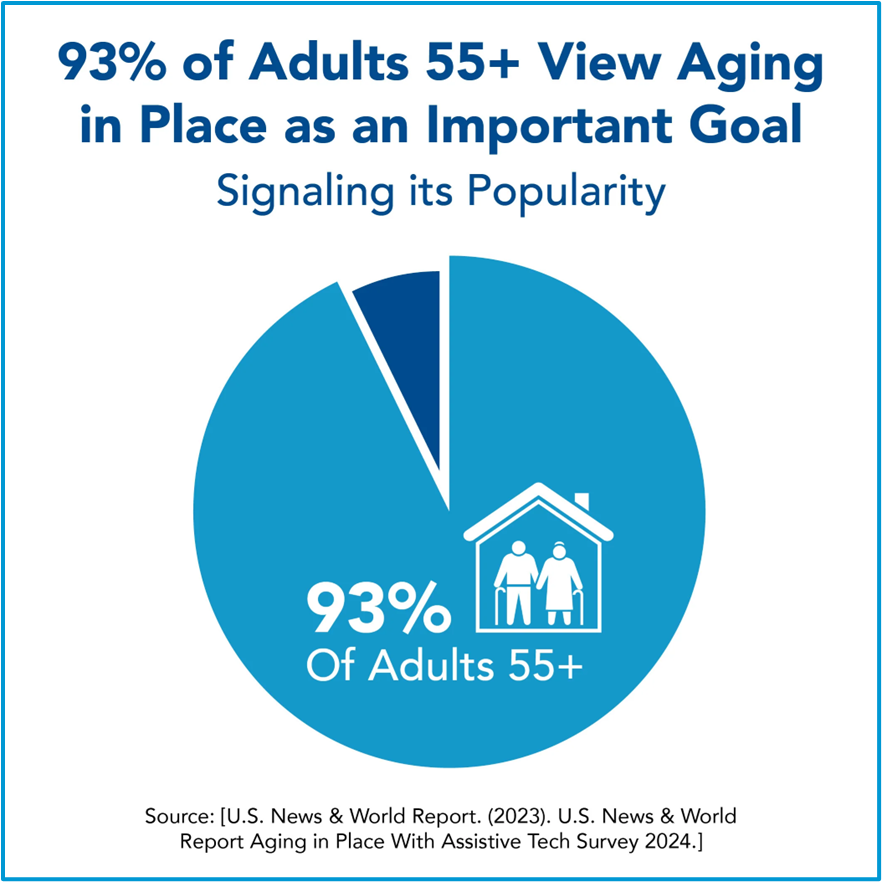 93% of Adults 55+ View Aging
in Place as an Important Goal
Signaling its Popularity
93%
Of Adults 55+
Source: [U.S. News & World Report. (2023). U.S. News & World
Report Aging in Place With Assistive Tech Survey 2024.]